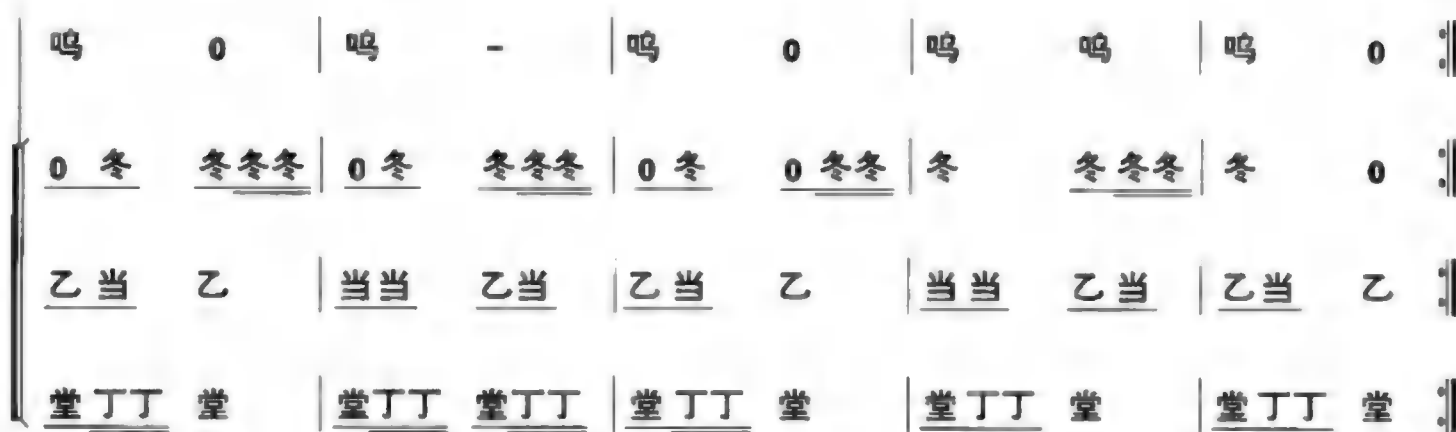 呜 0 | 呜 - | 呜 0 | 呜 呜 | 呜 0
0 冬 冬冬冬 | 0 冬 冬冬冬 | 0 冬 0 冬冬 | 冬 冬冬冬 | 冬 0
乙当 乙 | 当当 乙当 | 乙当 乙 | 当当 乙当 | 乙当 乙
堂丁丁 堂 | 堂丁丁 堂丁丁 | 堂丁丁 堂 | 堂丁丁 堂 | 堂丁丁 堂